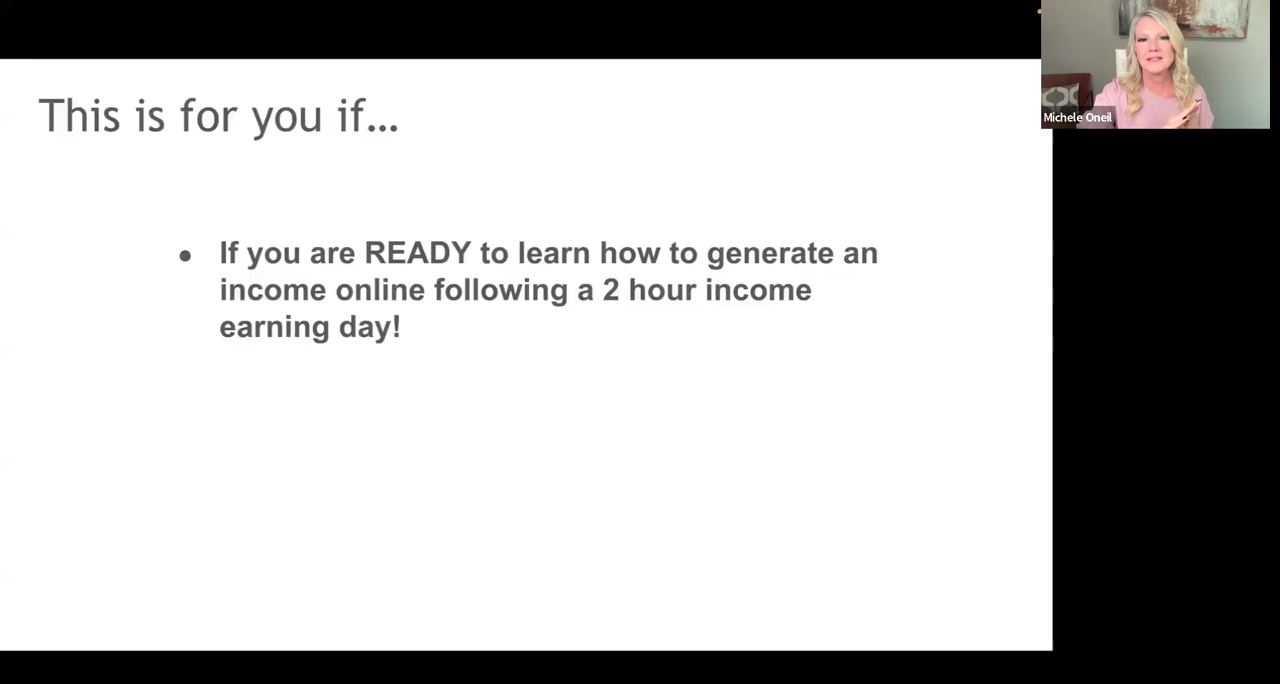 This is for you if...
● If you are READY to learn how to generate an
income online following a 2 hour income
earning day!
Michele Oneil